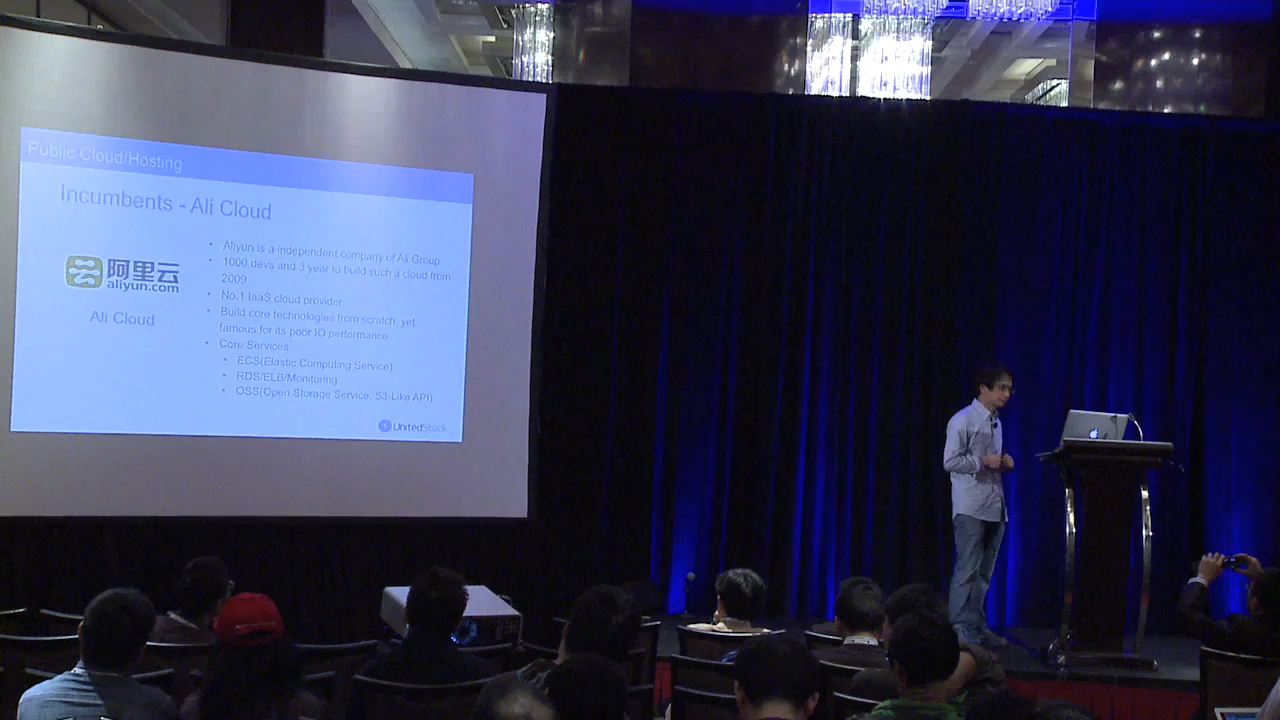 Public Cloud/Hosting
Incumbents - Ali Cloud
阿里云
aliyun.com
Ali Cloud
• Aliyun is a independent company of Ali Group
• 1000 devs and 3 year to build such a cloud from
2009
• No.1 IaaS cloud provider
• Build core technologies from scratch, yet
famous for its poor IO performance
• Core Services
• ECS(Elastic Computing Service)
• RDS/ELB/Monitoring
• OSS(Open Storage Service, S3-Like API)
UnitedStack